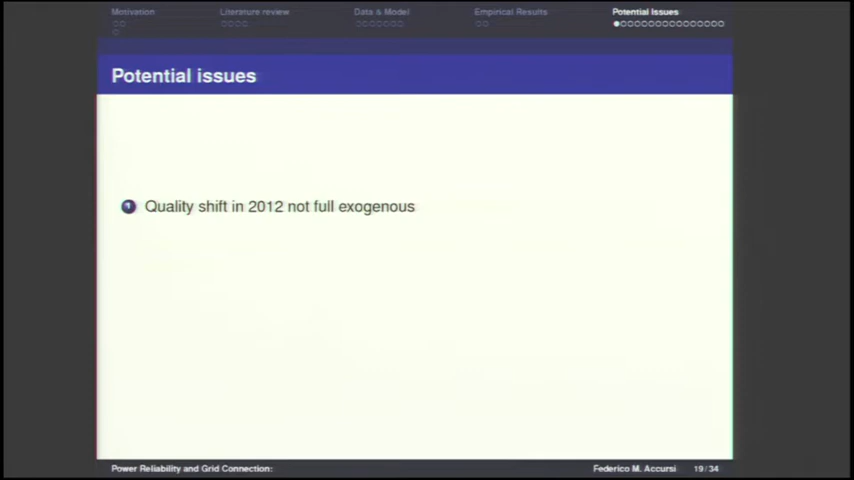 Motivation
Literature review
Data & Model
Empirical Results
Potential Issues
Potential issues
1 Quality shift in 2012 not full exogenous
Power Reliability and Grid Connection:
Federico M. Accursi
19 / 34